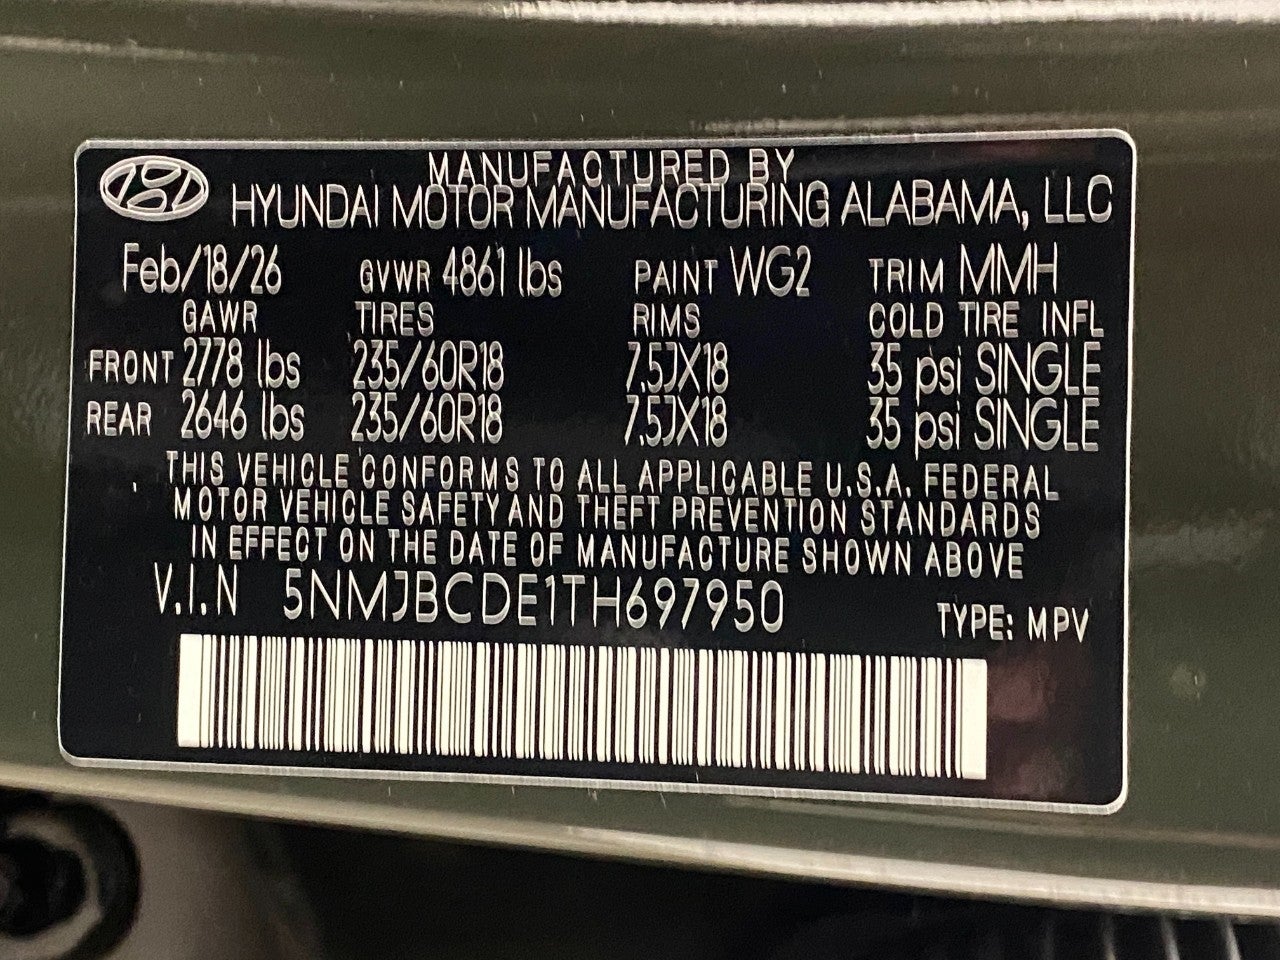 MANUFACTURED BY
HYUNDAI MOTOR MANUFACTURING ALABAMA, LLC
Feb/18/26 GVWR 4861 lbs PAINT WG2 TRIM MMH
GAWR TIRES RIMS COLD TIRE INFL
FRONT 2778 lbs 235/60R18 7.5JX18 35 psi SINGLE
REAR 2646 lbs 235/60R18 7.5JX18 35 psi SINGLE
THIS VEHICLE CONFORMS TO ALL APPLICABLE U.S.A. FEDERAL
MOTOR VEHICLE SAFETY AND THEFT PREVENTION STANDARDS
IN EFFECT ON THE DATE OF MANUFACTURE SHOWN ABOVE
V.I.N 5NMJBCDE1TH697950 TYPE: MPV